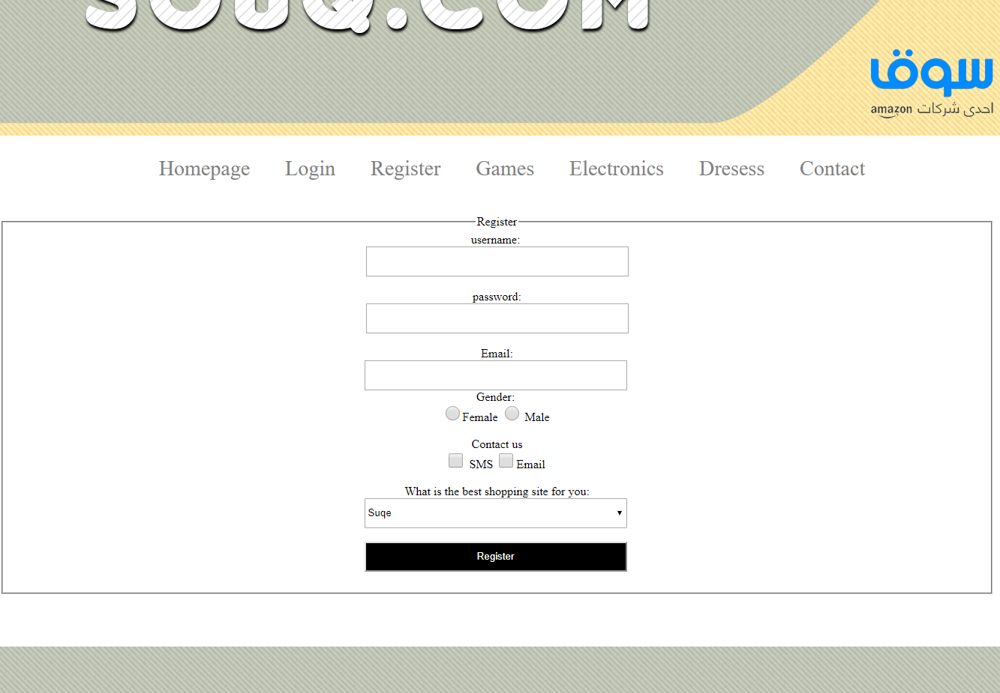 SOUQ.COM
سوق
احدى شركات amazon
Homepage Login Register Games Electronics Dresess Contact
Register
username:
password:
Email:
Gender:
Female Male
Contact us
SMS Email
What is the best shopping site for you:
Suqe
Register